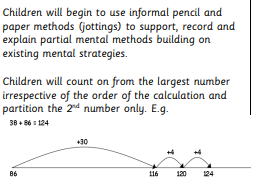 Children will begin to use informal pencil and
paper methods (jottings) to support, record and
explain partial mental methods building on
existing mental strategies.
Children will count on from the largest number
irrespective of the order of the calculation and
partition the 2nd number only. E.g.
38 + 86 = 124
+30
+4 +4
86 116 120 124